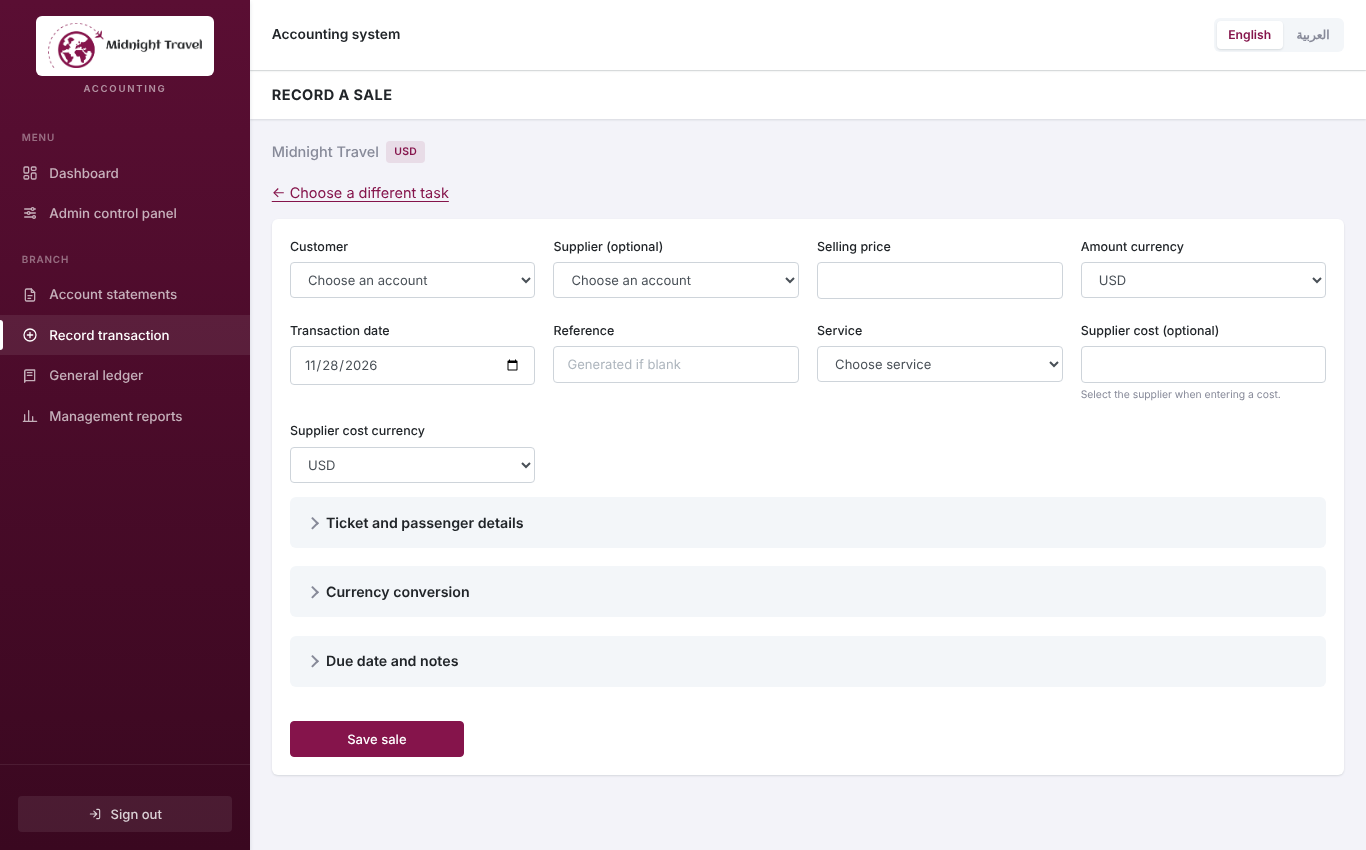 Midnight Travel
ACCOUNTING
MENU
Dashboard
Admin control panel
BRANCH
Account statements
Record transaction
General ledger
Management reports
Sign out
Accounting system
English
العربية
RECORD A SALE
Midnight Travel USD
← Choose a different task
Customer
Choose an account
Supplier (optional)
Choose an account
Selling price
Amount currency
USD
Transaction date
11/28/2026
Reference
Generated if blank
Service
Choose service
Supplier cost (optional)
Select the supplier when entering a cost.
Supplier cost currency
USD
Ticket and passenger details
Currency conversion
Due date and notes
Save sale